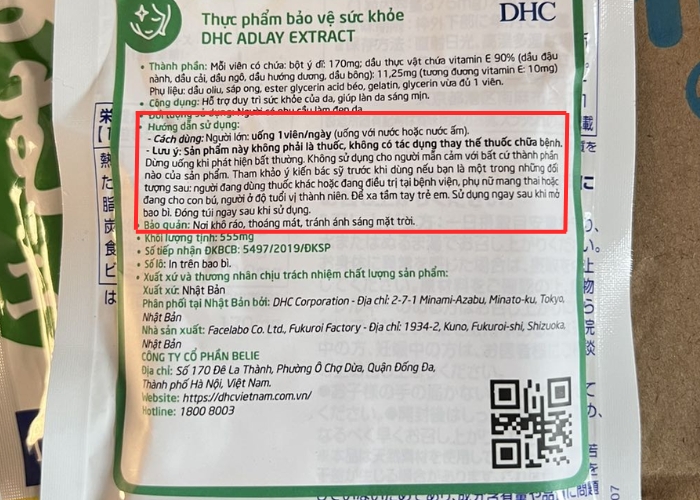 Thực phẩm bảo vệ sức khỏe
DHC ADLAY EXTRACT
DHC
• Thành phần: Mỗi viên có chứa: bột ý dĩ: 170mg; dầu thực vật chứa vitamin E 90% (dầu đậu
nành, dầu cải, dầu ngô, dầu hướng dương, dầu bông): 11,25mg (tương đương vitamin E: 10mg)
Phụ liệu: dầu oliu, sáp ong, ester glycerin acid béo, gelatin, glycerin vừa đủ 1 viên.
• Công dụng: Hỗ trợ duy trì sức khỏe của da, giúp làn da sáng mịn.
• Hướng dẫn sử dụng:
- Cách dùng: Người lớn: uống 1viên/ngày (uống với nước hoặc nước ấm).
- Lưu ý: Sản phẩm này không phải là thuốc, không có tác dụng thay thế thuốc chữa bệnh.
Dừng uống khi phát hiện bất thường. Không sử dụng cho người mẫn cảm với bất cứ thành phần
nào của sản phẩm. Tham khảo ý kiến bác sỹ trước khi dùng nếu bạn là một trong những đối
tượng sau: người đang dùng thuốc khác hoặc đang điều trị tại bệnh viện, phụ nữ mang thai hoặc
đang cho con bú, người ở độ tuổi vị thành niên. Để xa tầm tay trẻ em. Sử dụng ngay sau khi mở
bao bì. Đóng túi ngay sau khi sử dụng.
• Bảo quản: Nơi khô ráo, thoáng mát, tránh ánh sáng mặt trời.
• Khối lượng tịnh: 555mg
• Số tiếp nhận ĐKBCB: 5497/2019/ĐKSP
• Số lô: In trên bao bì.
• Xuất xứ và thương nhân chịu trách nhiệm chất lượng sản phẩm:
Xuất xứ: Nhật Bản
Phân phối tại Nhật Bản bởi: DHC Corporation - Địa chỉ: 2-7-1 Minami-Azabu, Minato-ku, Tokyo,
Nhật Bản
Nhà sản xuất: Facelabo Co. Ltd., Fukuroi Factory - Địa chỉ: 1934-2, Kuno, Fukuroi-shi, Shizuoka,
Nhật Bản
CÔNG TY CỔ PHẦN BELIE
Địa chỉ: Số 170 Đê La Thành, Phường Ô Chợ Dừa, Quận Đống Đa,
Thành phố Hà Nội, Việt Nam.
Website: https://dhcvietnam.com.vn/
Hotline: 1800 8003